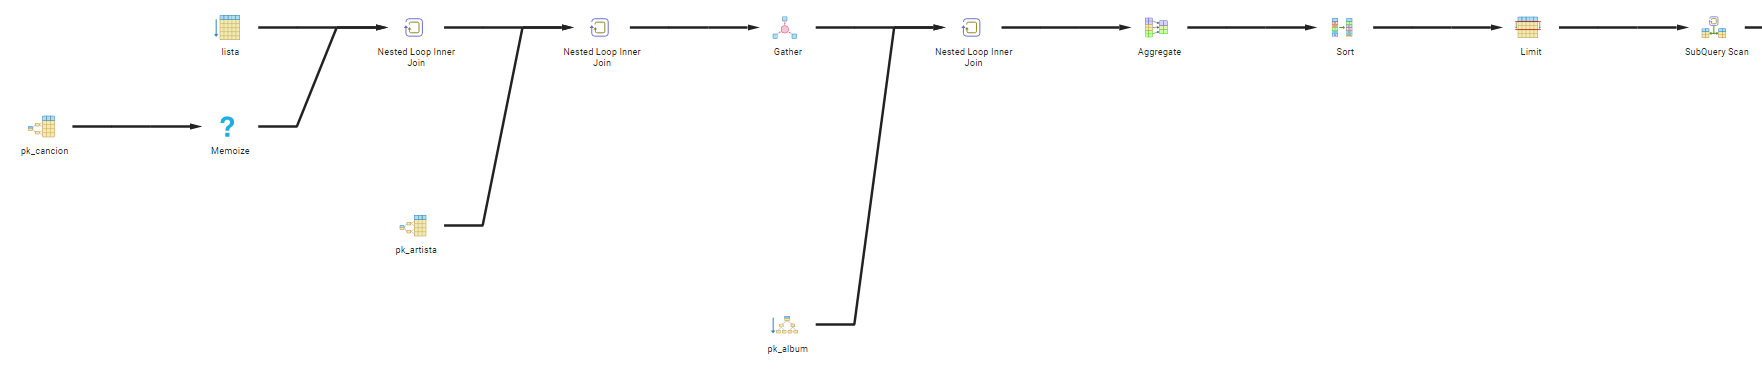 lista
Nested Loop Inner
Join
Nested Loop Inner
Join
Gather
Nested Loop Inner
Join
Aggregate
Sort
Limit
SubQuery Scan
pk_cancion
?
Memoize
pk_artista
pk_album